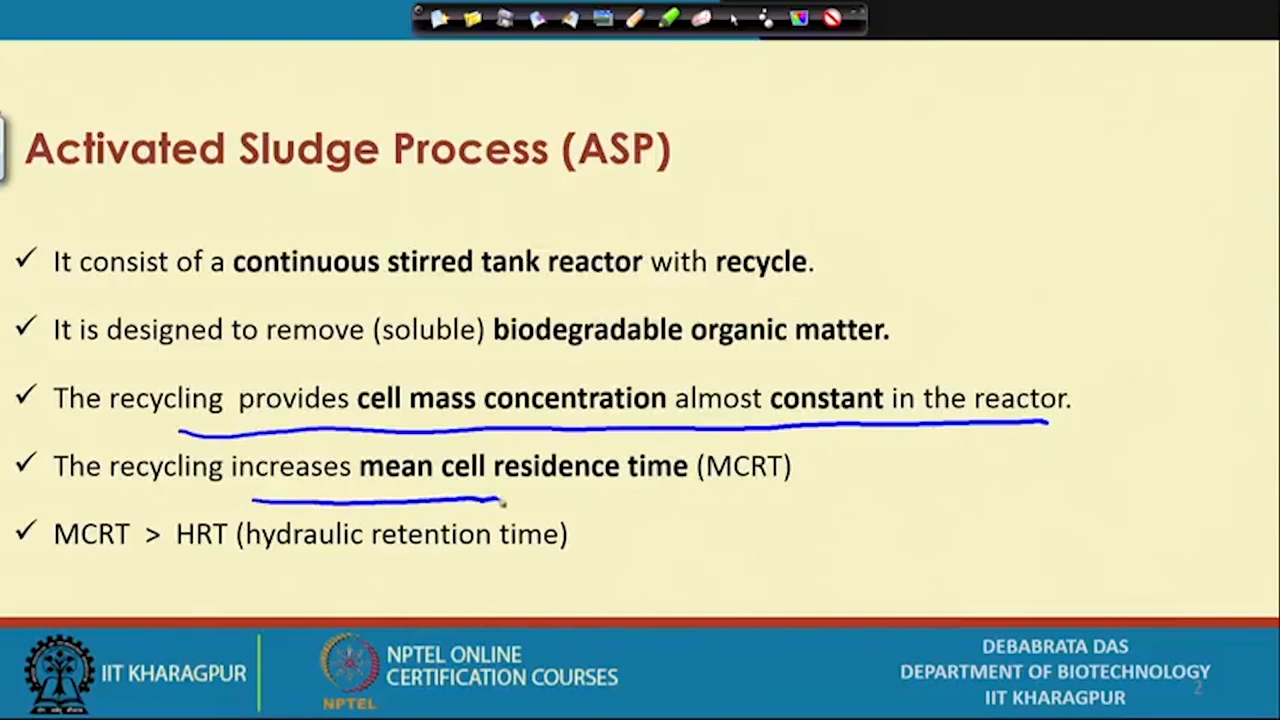 Activated Sludge Process (ASP)
✓ It consist of a continuous stirred tank reactor with recycle.
✓ It is designed to remove (soluble) biodegradable organic matter.
✓ The recycling provides cell mass concentration almost constant in the reactor.
✓ The recycling increases mean cell residence time (MCRT)
✓ MCRT > HRT (hydraulic retention time)
IIT KHARAGPUR
NPTEL
NPTEL ONLINE
CERTIFICATION COURSES
DEBABRATA DAS
DEPARTMENT OF BIOTECHNOLOGY
IIT KHARAGPUR
2